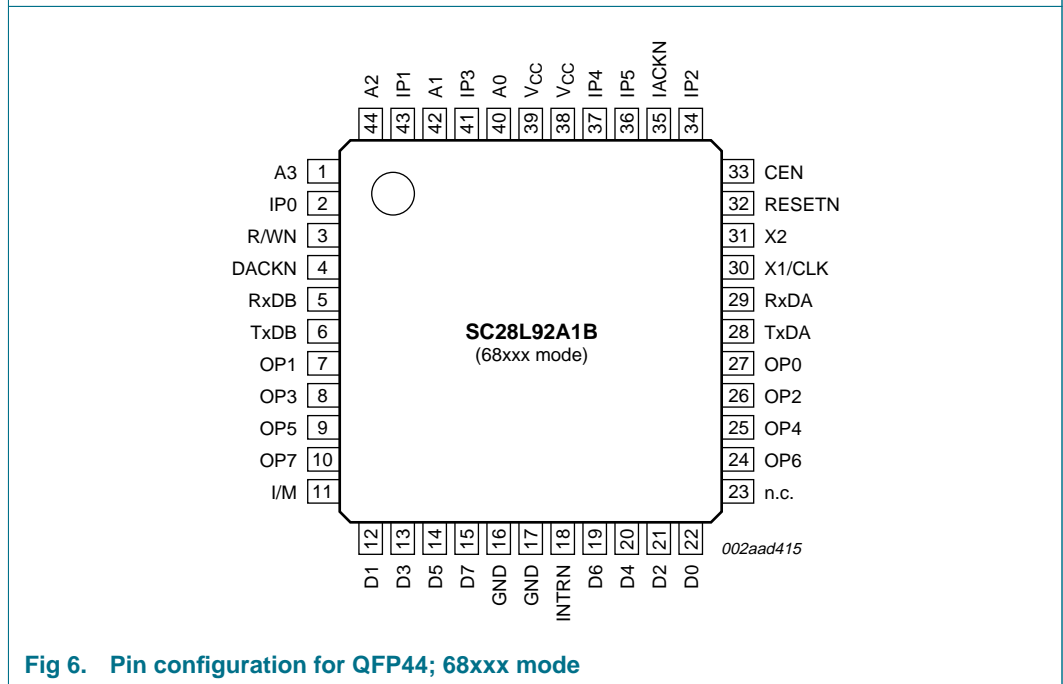 A2 IP1 A1 IP3 A0 VCC VCC IP4 IP5 IACKN IP2
44 43 42 41 40 39 38 37 36 35 34
A3 1 33 CEN
IP0 2 32 RESETN
R/WN 3 31 X2
DACKN 4 30 X1/CLK
RxDB 5 29 RxDA
TxDB 6 SC28L92A1B 28 TxDA
(68xxx mode)
OP1 7 27 OP0
OP3 8 26 OP2
OP5 9 25 OP4
OP7 10 24 OP6
I/M 11 23 n.c.
12 13 14 15 16 17 18 19 20 21 22
D1 D3 D5 D7 GND GND INTRN D6 D4 D2 D0
002aad415
Fig 6. Pin configuration for QFP44; 68xxx mode